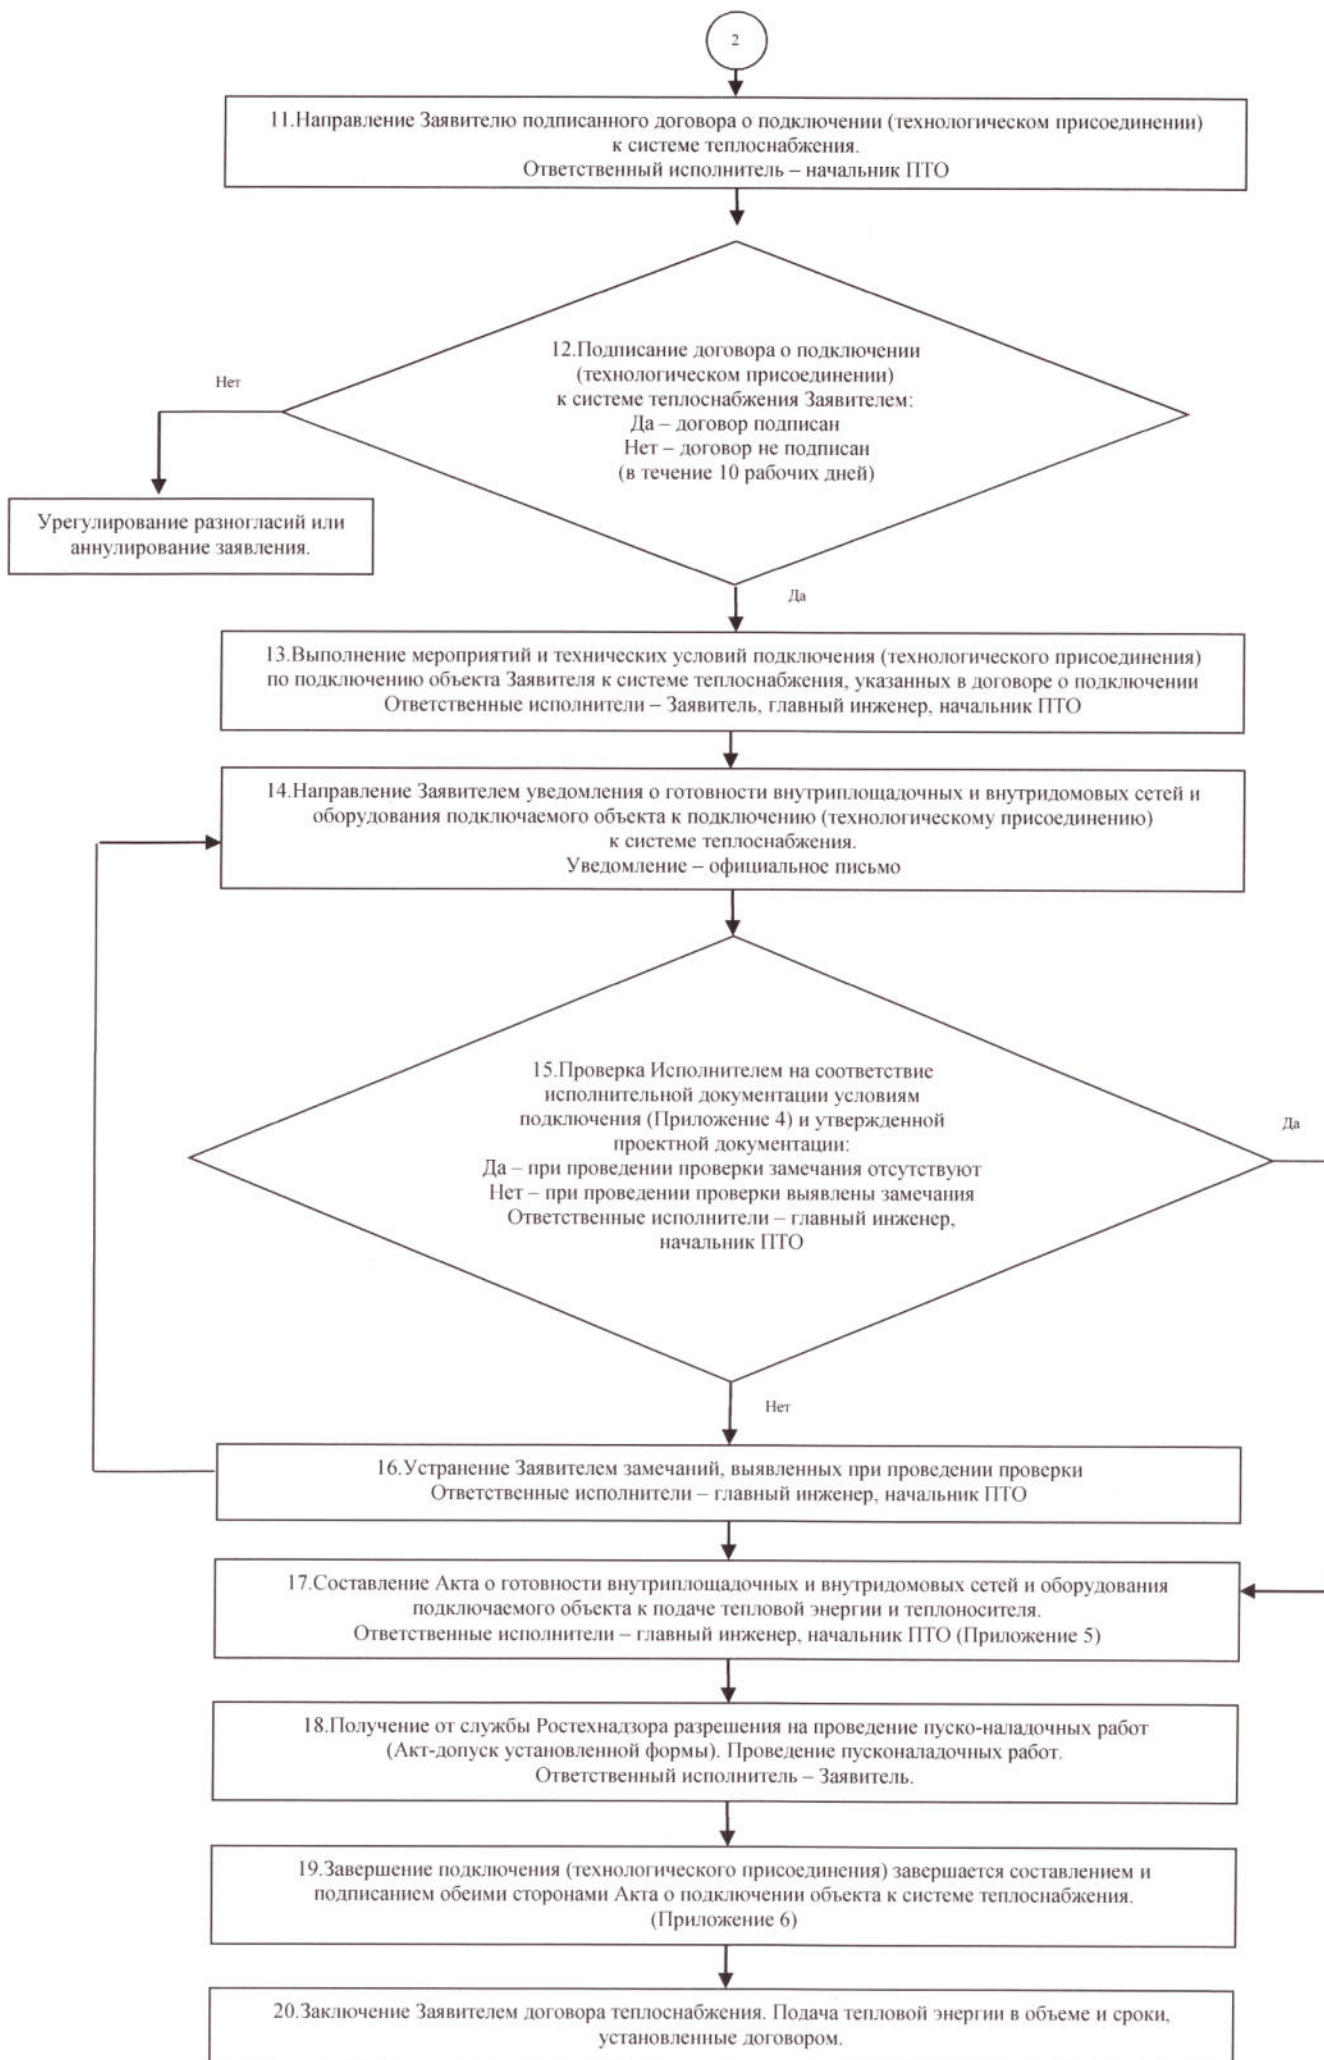 2
11.Направление Заявителю подписанного договора о подключении (технологическом присоединении)
к системе теплоснабжения.
Ответственный исполнитель – начальник ПТО
12.Подписание договора о подключении
(технологическом присоединении)
к системе теплоснабжения Заявителем:
Да – договор подписан
Нет – договор не подписан
(в течение 10 рабочих дней)
Нет
Урегулирование разногласий или
аннулирование заявления.
Да
13.Выполнение мероприятий и технических условий подключения (технологического присоединения)
по подключению объекта Заявителя к системе теплоснабжения, указанных в договоре о подключении
Ответственные исполнители – Заявитель, главный инженер, начальник ПТО
14.Направление Заявителем уведомления о готовности внутриплощадочных и внутридомовых сетей и
оборудования подключаемого объекта к подключению (технологическому присоединению)
к системе теплоснабжения.
Уведомление – официальное письмо
15.Проверка Исполнителем на соответствие
исполнительной документации условиям
подключения (Приложение 4) и утвержденной
проектной документации:
Да – при проведении проверки замечания отсутствуют
Нет – при проведении проверки выявлены замечания
Ответственные исполнители – главный инженер,
начальник ПТО
Да
Нет
16.Устранение Заявителем замечаний, выявленных при проведении проверки
Ответственные исполнители – главный инженер, начальник ПТО
17.Составление Акта о готовности внутриплощадочных и внутридомовых сетей и оборудования
подключаемого объекта к подаче тепловой энергии и теплоносителя.
Ответственные исполнители – главный инженер, начальник ПТО (Приложение 5)
18.Получение от службы Ростехнадзора разрешения на проведение пуско-наладочных работ
(Акт-допуск установленной формы). Проведение пусконаладочных работ.
Ответственный исполнитель – Заявитель.
19.Завершение подключения (технологического присоединения) завершается составлением и
подписанием обеими сторонами Акта о подключении объекта к системе теплоснабжения.
(Приложение 6)
20.Заключение Заявителем договора теплоснабжения. Подача тепловой энергии в объеме и сроки,
установленные договором.